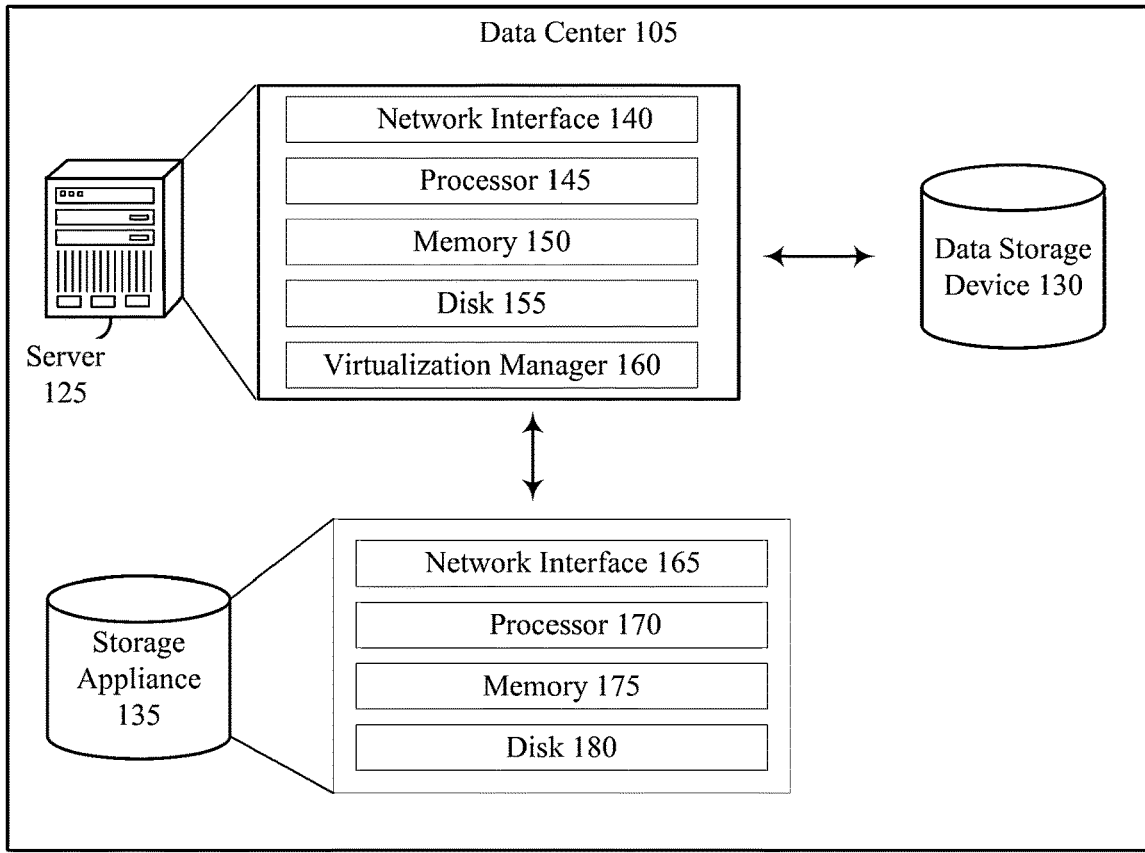 Data Center 105
Network Interface 140
Processor 145
Memory 150
Disk 155
Virtualization Manager 160
Server
125
Data Storage
Device 130
Network Interface 165
Processor 170
Memory 175
Disk 180
Storage
Appliance
135